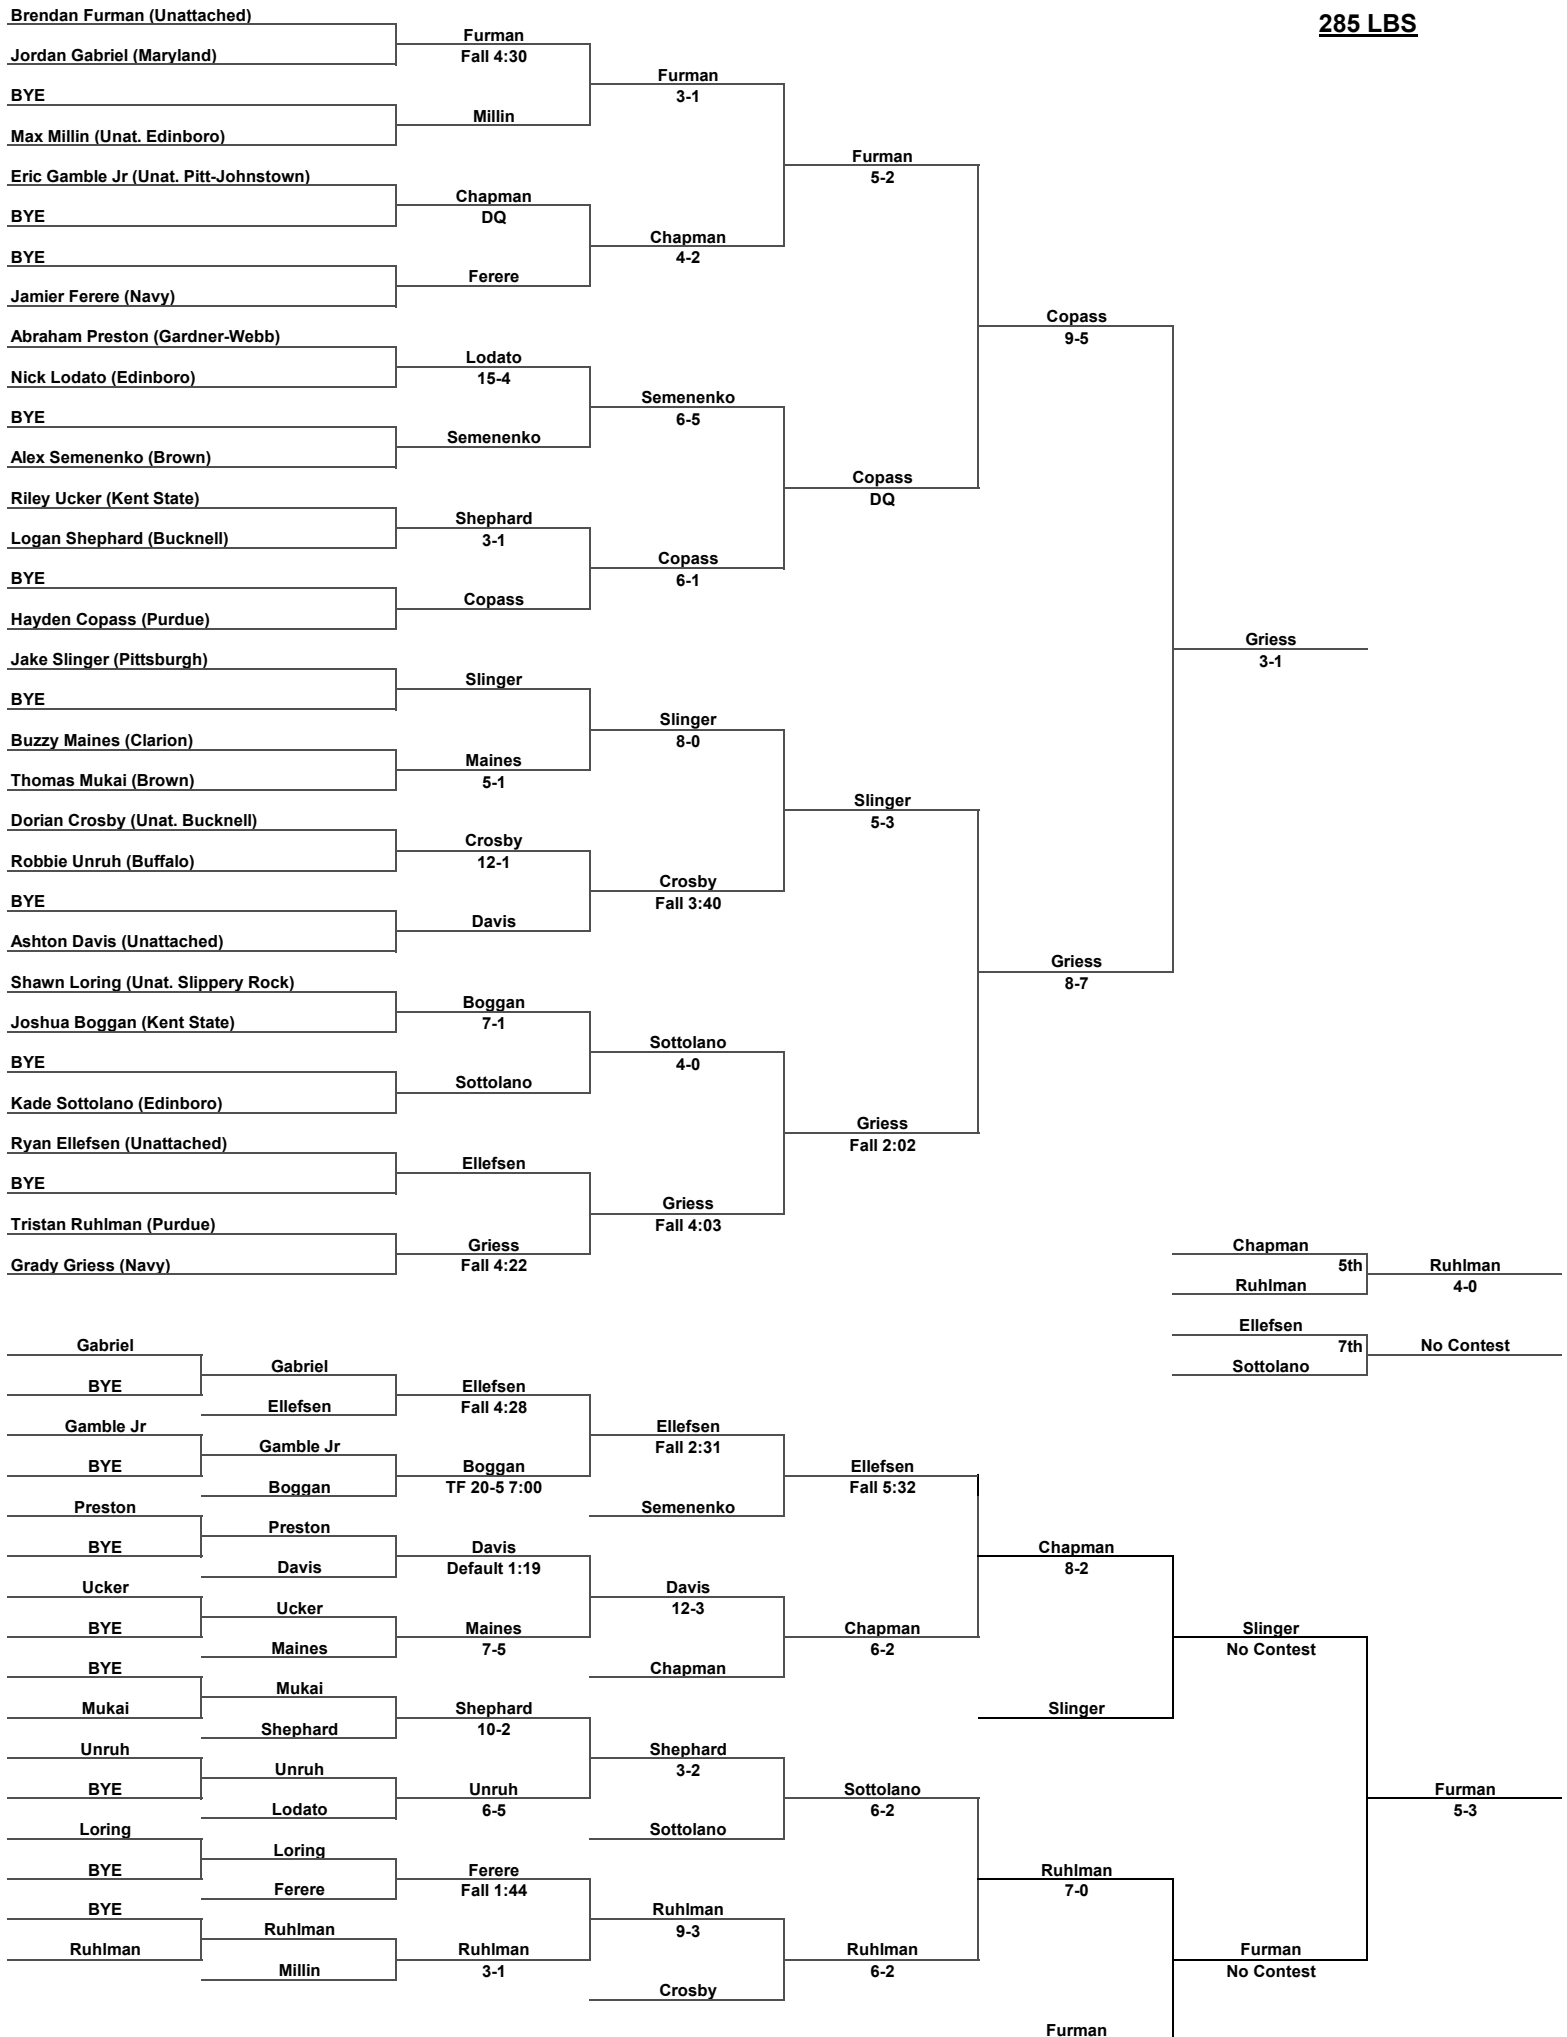 285 LBS
Brendan Furman (Unattached)
Jordan Gabriel (Maryland)
BYE
Max Millin (Unat. Edinboro)
Eric Gamble Jr (Unat. Pitt-Johnstown)
BYE
BYE
Jamier Ferere (Navy)
Abraham Preston (Gardner-Webb)
Nick Lodato (Edinboro)
BYE
Alex Semenenko (Brown)
Riley Ucker (Kent State)
Logan Shephard (Bucknell)
BYE
Hayden Copass (Purdue)
Jake Slinger (Pittsburgh)
BYE
Buzzy Maines (Clarion)
Thomas Mukai (Brown)
Dorian Crosby (Unat. Bucknell)
Robbie Unruh (Buffalo)
BYE
Ashton Davis (Unattached)
Shawn Loring (Unat. Slippery Rock)
Joshua Boggan (Kent State)
BYE
Kade Sottolano (Edinboro)
Ryan Ellefsen (Unattached)
BYE
Tristan Ruhlman (Purdue)
Grady Griess (Navy)
Furman
Fall 4:30
Millin
Chapman
DQ
Ferere
Lodato
15-4
Semenenko
Shephard
3-1
Copass
Slinger
Maines
5-1
Crosby
12-1
Davis
Boggan
7-1
Sottolano
Ellefsen
Griess
Fall 4:22
Furman
3-1
Chapman
4-2
Semenenko
6-5
Copass
6-1
Slinger
8-0
Crosby
Fall 3:40
Sottolano
4-0
Griess
Fall 4:03
Furman
5-2
Copass
DQ
Slinger
5-3
Griess
Fall 2:02
Copass
9-5
Griess
8-7
Griess
3-1
Chapman
5th
Ruhlman
Ruhlman
4-0
Ellefsen
7th
Sottolano
No Contest
Gabriel
BYE
Gamble Jr
BYE
Preston
BYE
Ucker
BYE
BYE
Mukai
Unruh
BYE
Loring
BYE
BYE
Ruhlman
Gabriel
Ellefsen
Gamble Jr
Boggan
Preston
Davis
Ucker
Maines
Mukai
Shephard
Unruh
Lodato
Loring
Ferere
Ruhlman
Millin
Ellefsen
Fall 4:28
Boggan
TF 20-5 7:00
Davis
Default 1:19
Maines
7-5
Shephard
10-2
Unruh
6-5
Ferere
Fall 1:44
Ruhlman
3-1
Ellefsen
Fall 2:31
Semenenko
Davis
12-3
Chapman
Shephard
3-2
Sottolano
Ruhlman
9-3
Crosby
Ellefsen
Fall 5:32
Chapman
6-2
Sottolano
6-2
Ruhlman
6-2
Chapman
8-2
Slinger
Ruhlman
7-0
Furman
Slinger
No Contest
Furman
No Contest
Furman
5-3